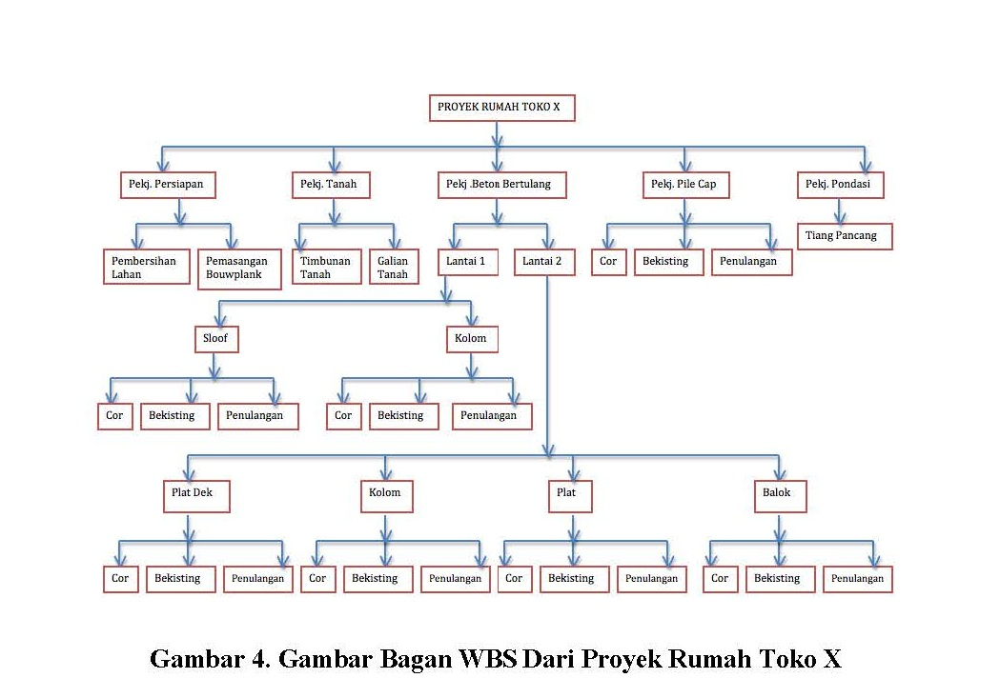 PROYEK RUMAH TOKO X
Pekj. Persiapan
Pekj. Tanah
Pekj .Beton Bertulang
Pekj. Pile Cap
Pekj. Pondasi
Pembersihan
Lahan
Pemasangan
Bouwplank
Timbunan
Tanah
Galian
Tanah
Lantai 1
Lantai 2
Cor
Bekisting
Penulangan
Tiang Pancang
Sloof
Kolom
Cor
Bekisting
Penulangan
Cor
Bekisting
Penulangan
Plat Dek
Kolom
Plat
Balok
Cor
Bekisting
Penulangan
Cor
Bekisting
Penulangan
Cor
Bekisting
Penulangan
Cor
Bekisting
Penulangan
Gambar 4. Gambar Bagan WBS Dari Proyek Rumah Toko X